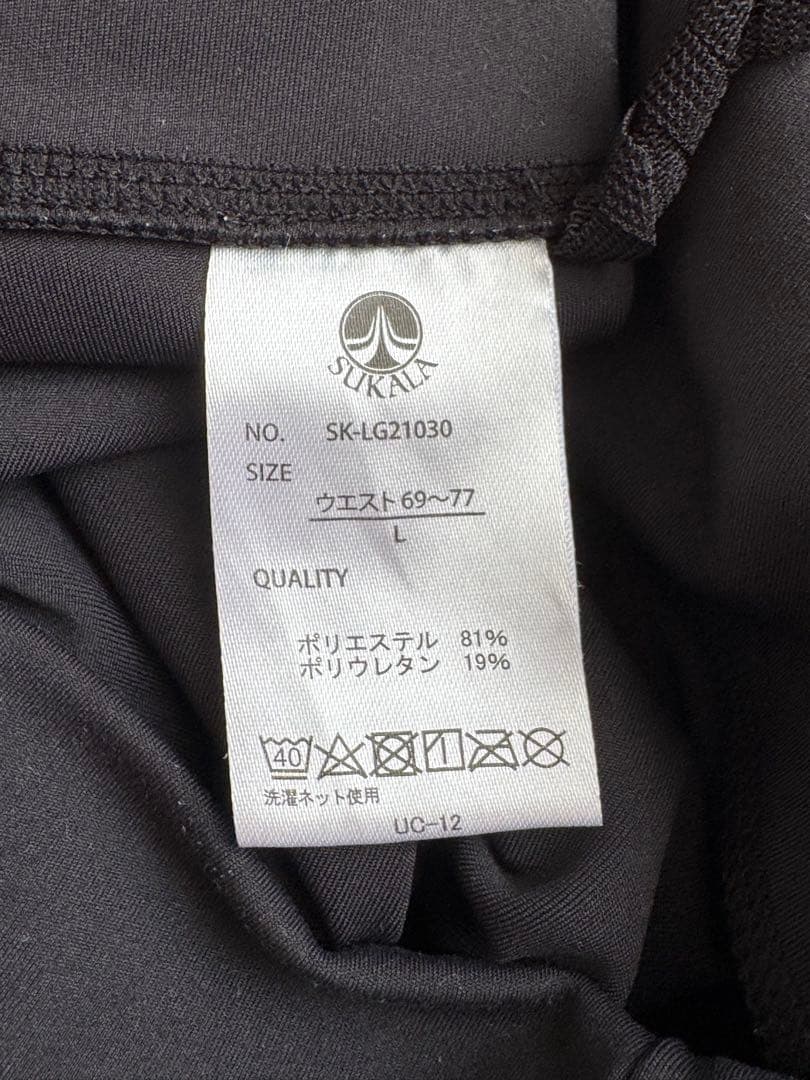 SUKALA
NO. SK-LG21030
SIZE
ウエスト69～77
L
QUALITY
ポリエステル 81%
ポリウレタン 19%
40
洗濯ネット使用
UC-12